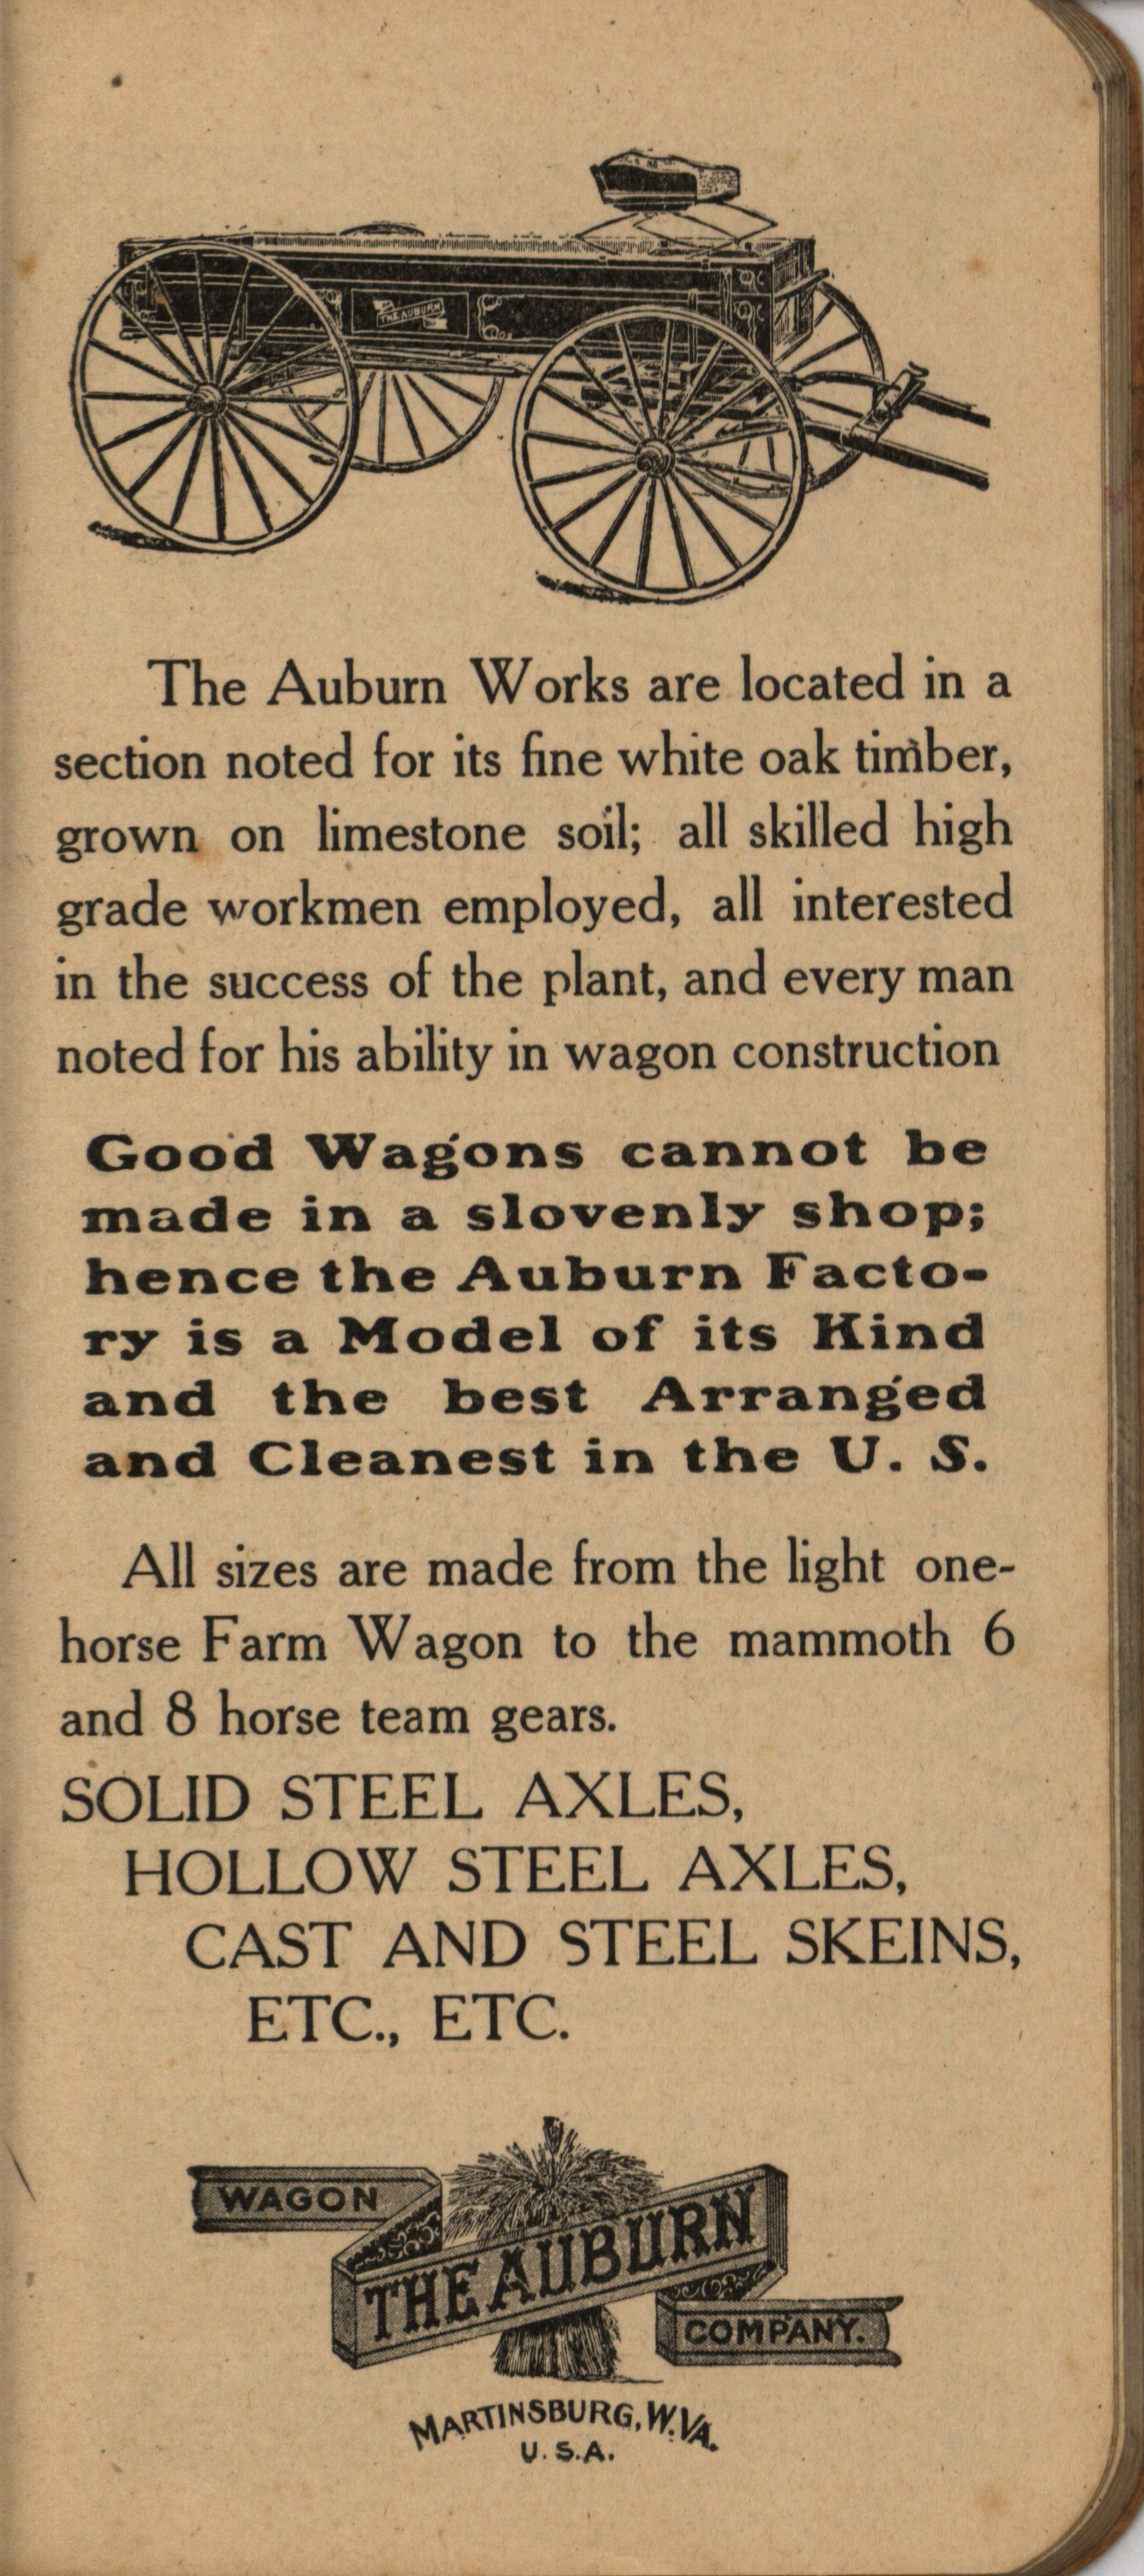 THE AUBURN
The Auburn Works are located in a
section noted for its fine white oak timber,
grown on limestone soil; all skilled high
grade workmen employed, all interested
in the success of the plant, and every man
noted for his ability in wagon construction
Good Wagons cannot be
made in a slovenly shop;
hence the Auburn Facto-
ry is a Model of its Kind
and the best Arranged
and Cleanest in the U. S.
All sizes are made from the light one-
horse Farm Wagon to the mammoth 6
and 8 horse team gears.
SOLID STEEL AXLES,
HOLLOW STEEL AXLES,
CAST AND STEEL SKEINS,
ETC., ETC.
WAGON
THE AUBURN
COMPANY.
MARTINSBURG, W. VA.
U. S. A.